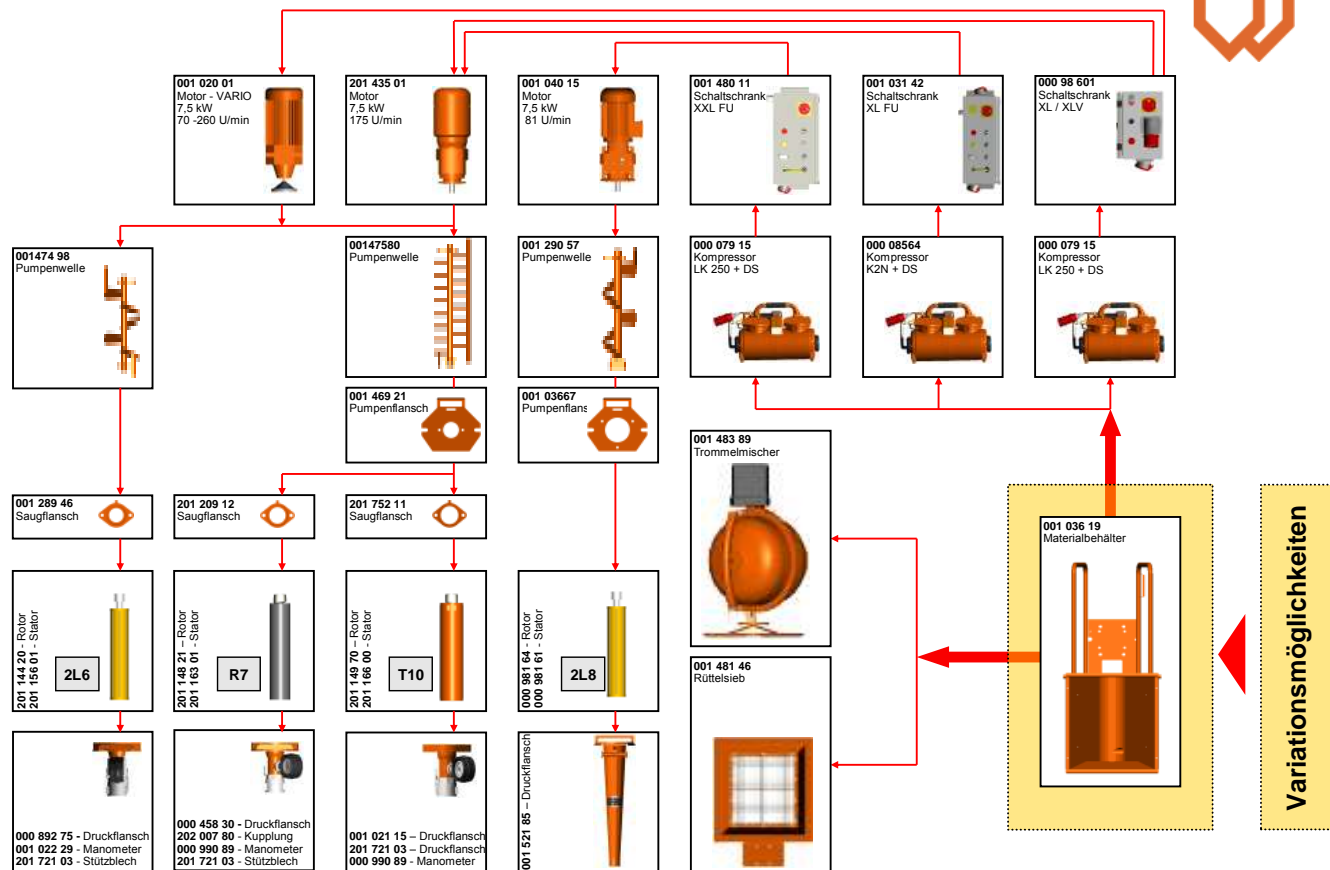 001 020 01
Motor - VARIO
7,5 kW
70 -260 U/min
201 435 01
Motor
7,5 kW
175 U/min
001 040 15
Motor
7,5 kW
81 U/min
001 480 11
Schaltschrank
XXL FU
001 031 42
Schaltschrank
XL FU
000 98 601
Schaltschrank
XL / XLV
001474 98
Pumpenwelle
00147580
Pumpenwelle
001 290 57
Pumpenwelle
000 079 15
Kompressor
LK 250 + DS
000 08564
Kompressor
K2N + DS
000 079 15
Kompressor
LK 250 + DS
001 469 21
Pumpenflansch
001 03667
Pumpenflans
001 483 89
Trommelmischer
001 289 46
Saugflansch
201 209 12
Saugflansch
201 752 11
Saugflansch
001 036 19
Materialbehälter
Variationsmöglichkeiten
201 144 20 - Rotor
201 156 01 - Stator
2L6
201 148 21 – Rotor
201 163 01 - Stator
R7
201 149 70 – Rotor
201 166 00 - Stator
T10
000 981 64 - Rotor
000 981 61 - Stator
2L8
001 481 46
Rüttelsieb
000 892 75 - Druckflansch
001 022 29 - Manometer
201 721 03 - Stützblech
000 458 30 - Druckflansch
202 007 80 - Kupplung
000 990 89 - Manometer
201 721 03 - Stützblech
001 021 15 – Druckflansch
201 721 03 – Druckflansch
000 990 89 - Manometer
001 521 85 – Druckflansch